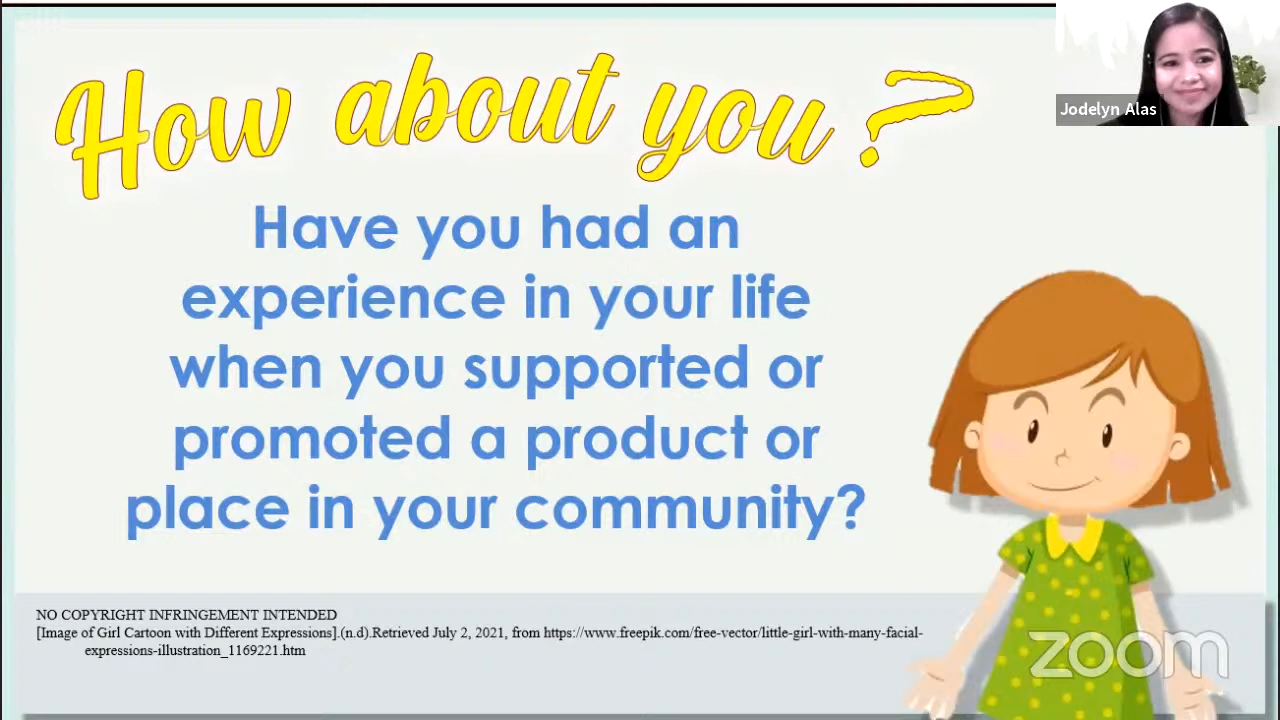 How about you?
Jodelyn Alas
Have you had an
experience in your life
when you supported or
promoted a product or
place in your community?
NO COPYRIGHT INFRINGEMENT INTENDED
[Image of Girl Cartoon with Different Expressions].(n.d).Retrieved July 2, 2021, from https://www.freepik.com/free-vector/little-girl-with-many-facial-
expressions-illustration_1169221.htm
zoom